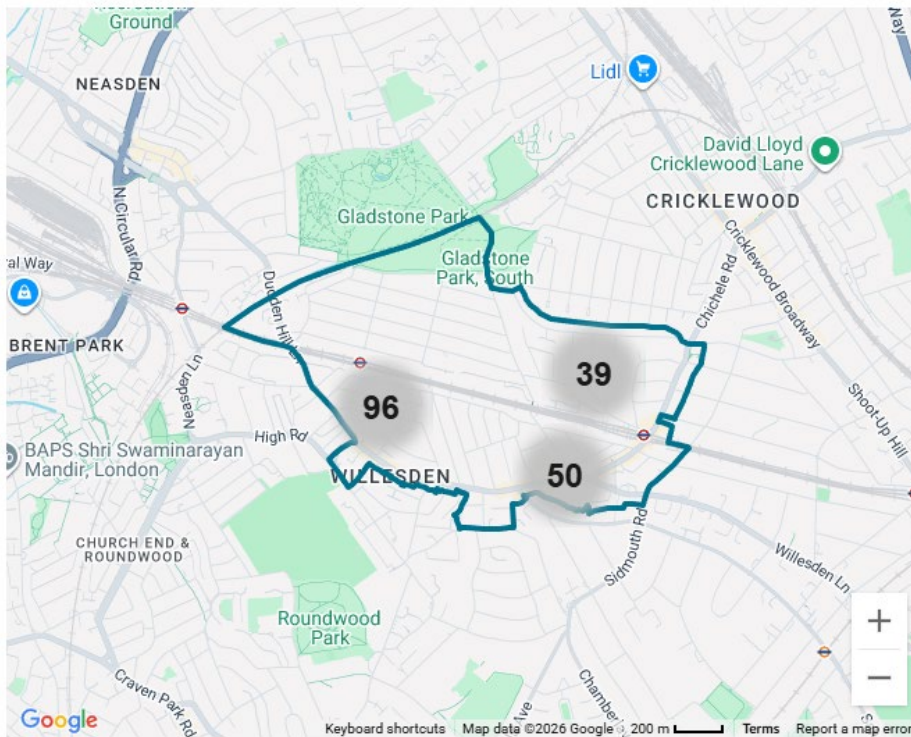 Ground
NEASDEN
N Circular Rd.
Lidl
Way
David Lloyd
Cricklewood Lane
CRICKLEWOOD
Gladstone Park
Gladstone
Park, South
Cricklewood Broadway
Chichele Rd
ral Way
Dudden Hill Ln
BRENT PARK
Neasden Ln
39
96
Shoot-Up Hill
High Rd
BAPS Shri Swaminarayan
Mandir, London
WILLESDEN
50
CHURCH END &
ROUNDWOOD
Sidmouth Rd
Willesden Ln
Roundwood
Park
Craven Park Rd
Chamberl
Ave
+
−
Google
Keyboard shortcuts
Map data ©2026 Google
200 m
Terms
Report a map error